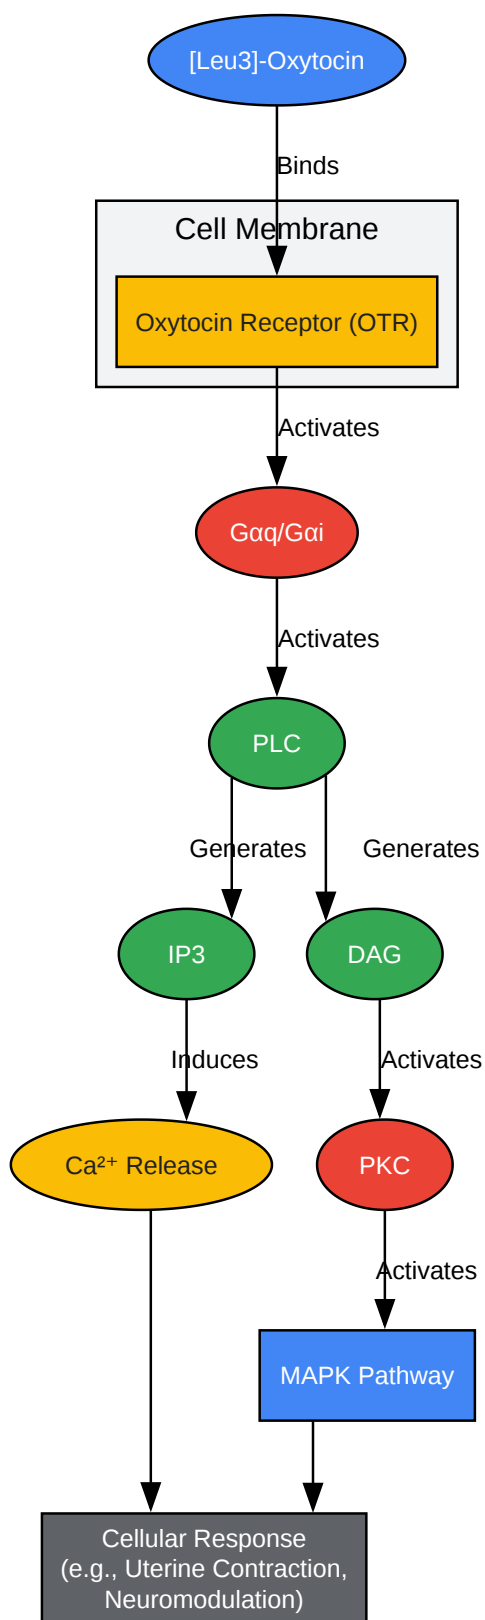 [Leu3]-Oxytocin
Binds
Cell Membrane
Oxytocin Receptor (OTR)
Activates
Gαq/Gαi
Activates
PLC
Generates
Generates
IP3
DAG
Induces
Activates
Ca²⁺ Release
PKC
Activates
MAPK Pathway
Cellular Response
(e.g., Uterine Contraction,
Neuromodulation)